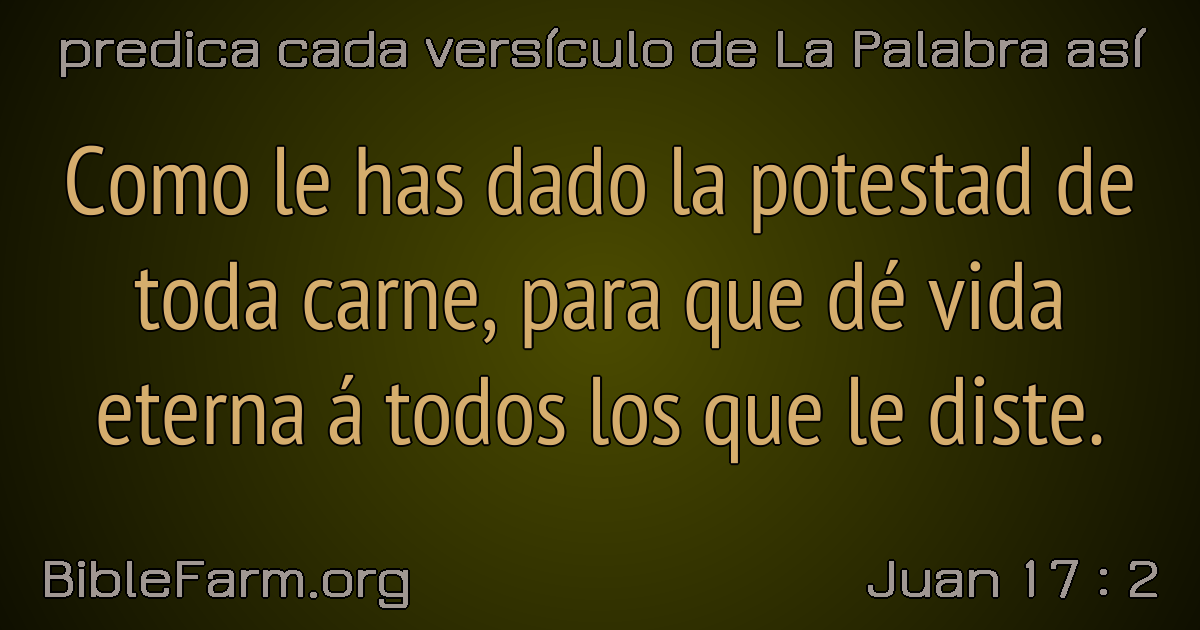 predica cada versículo de La Palabra así
Como le has dado la potestad de
toda carne, para que dé vida
eterna á todos los que le diste.
BibleFarm.org
Juan 17 : 2